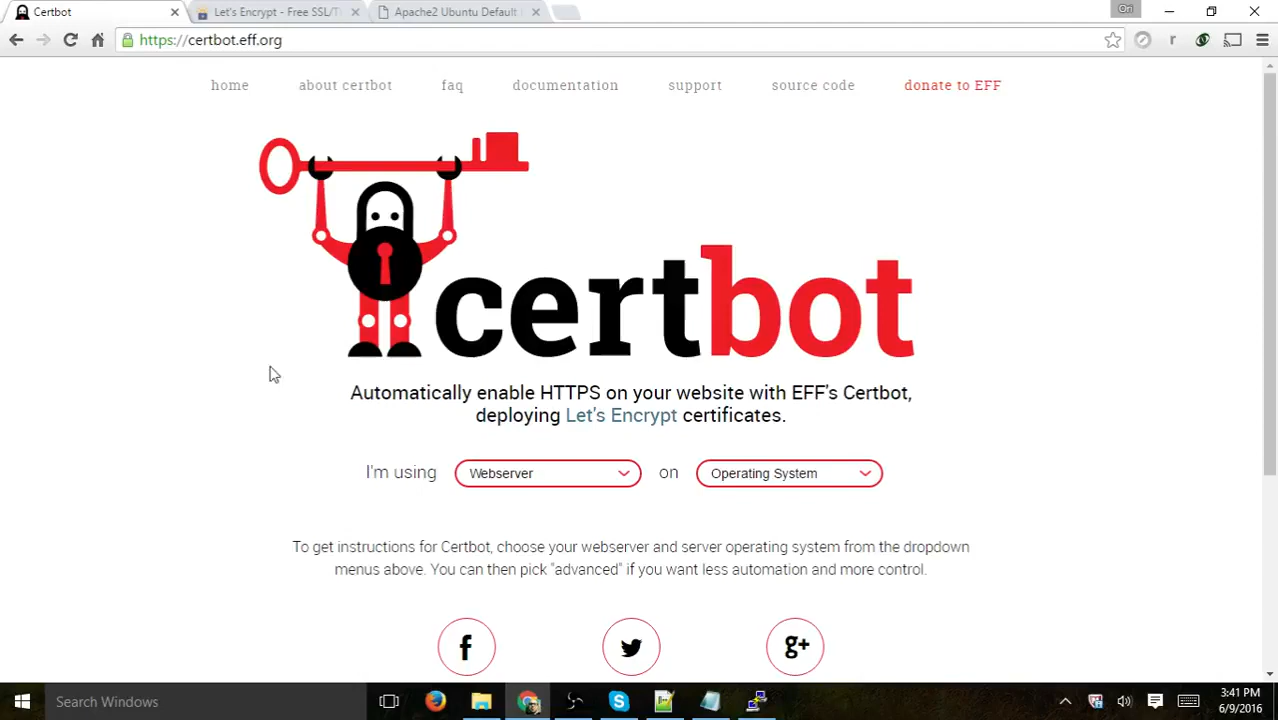 Certbot
Let's Encrypt - Free SSL/T
Apache2 Ubuntu Default
On
https://certbot.eff.org
r
home about certbot faq documentation support source code donate to EFF
certbot
Automatically enable HTTPS on your website with EFF's Certbot,
deploying Let's Encrypt certificates.
I'm using Webserver on Operating System
To get instructions for Certbot, choose your webserver and server operating system from the dropdown
menus above. You can then pick "advanced" if you want less automation and more control.
f
g+
Search Windows
3:41 PM
6/9/2016